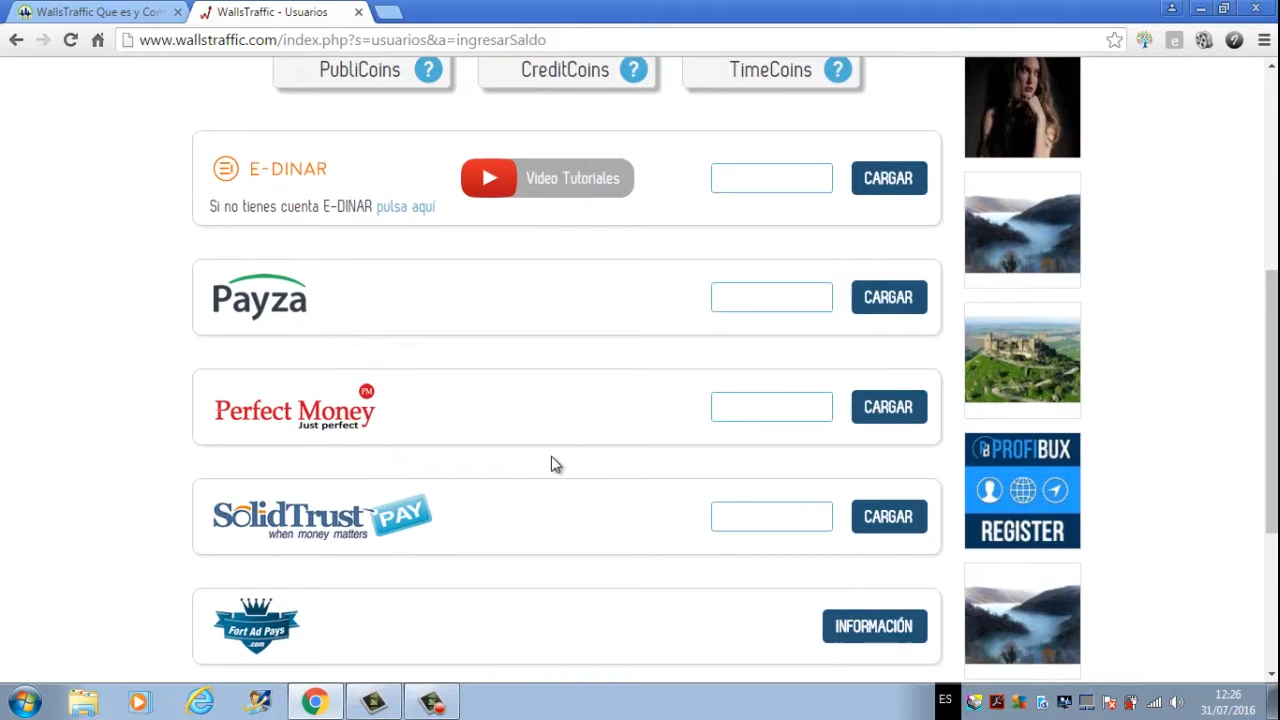 WallsTraffic Que es y Com
WallsTraffic - Usuarios
www.wallstraffic.com/index.php?s=usuarios&a=ingresarSaldo
PubliCoins ?
CreditCoins ?
TimeCoins ?
E-DINAR
Video Tutoriales
CARGAR
Si no tienes cuenta E-DINAR pulsa aquí
Payza
CARGAR
PM
Perfect Money
Just perfect
CARGAR
SolidTrust PAY
when money matters
CARGAR
Fort Ad Pays
.com
INFORMACIÓN
PB PROFIBUX
REGISTER
ES
12:26
31/07/2016